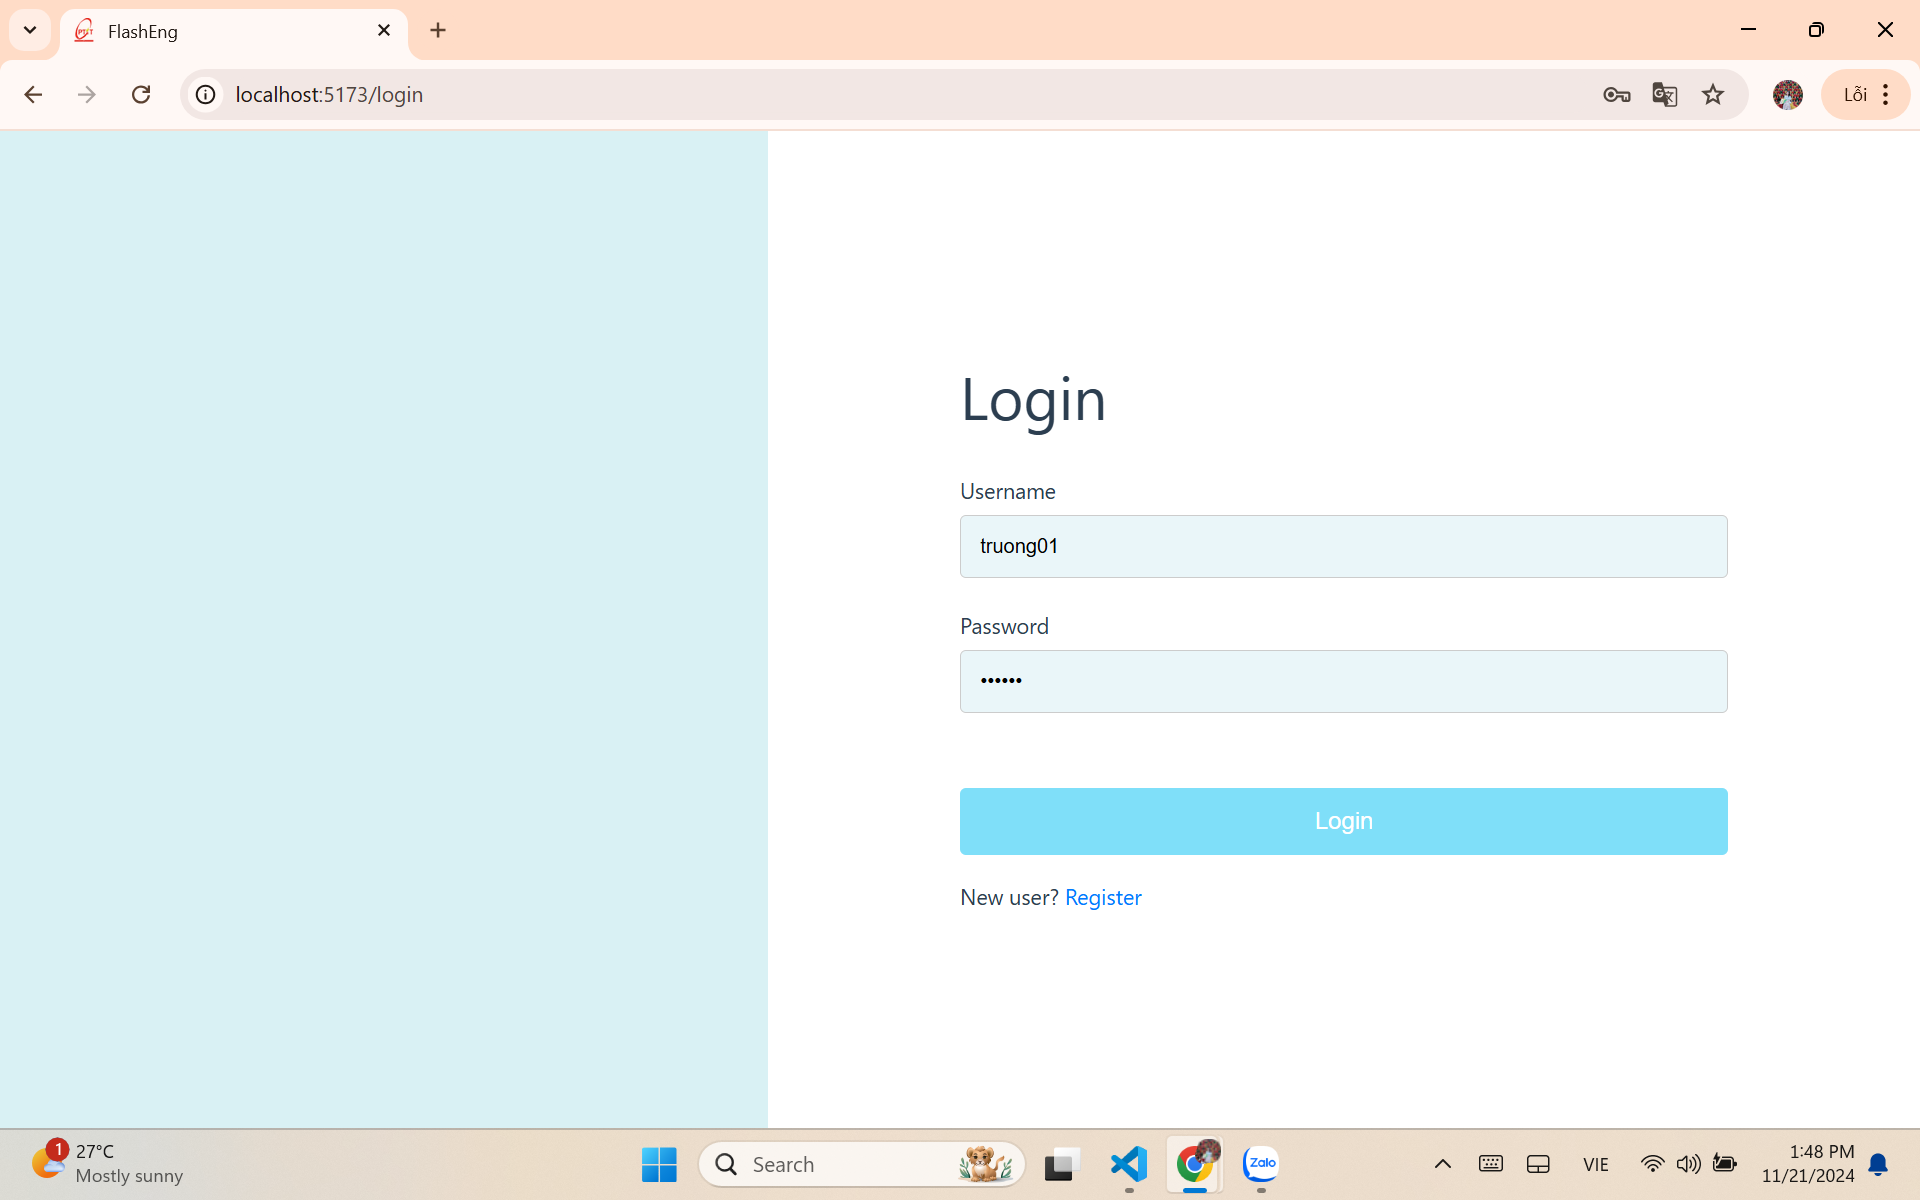 FlashEng
localhost:5173/login
Lỗi
Login
Username
truong01
Password
••••••
Login
New user? Register
1
27°C
Mostly sunny
Search
Zalo
VIE
1:48 PM
11/21/2024